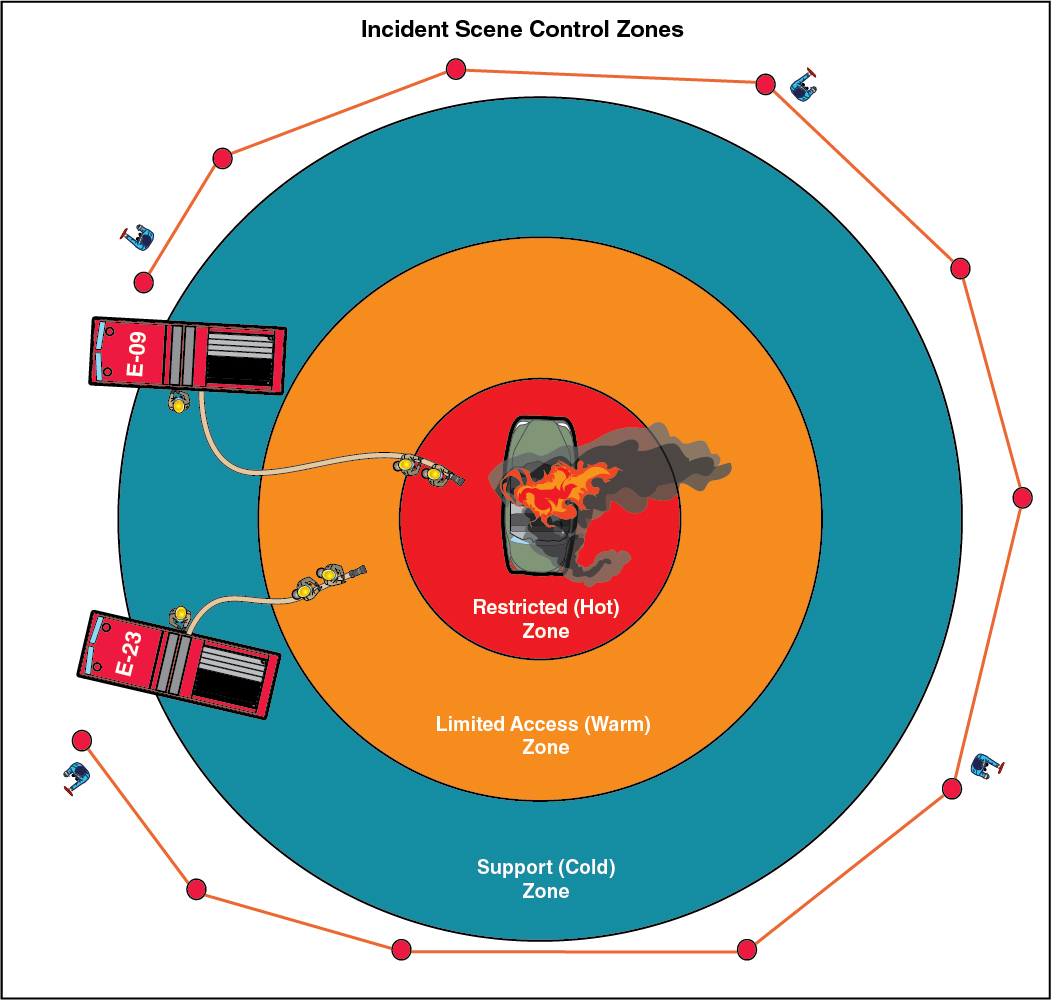 Incident Scene Control Zones
E-09
E-23
Restricted (Hot)
Zone
Limited Access (Warm)
Zone
Support (Cold)
Zone